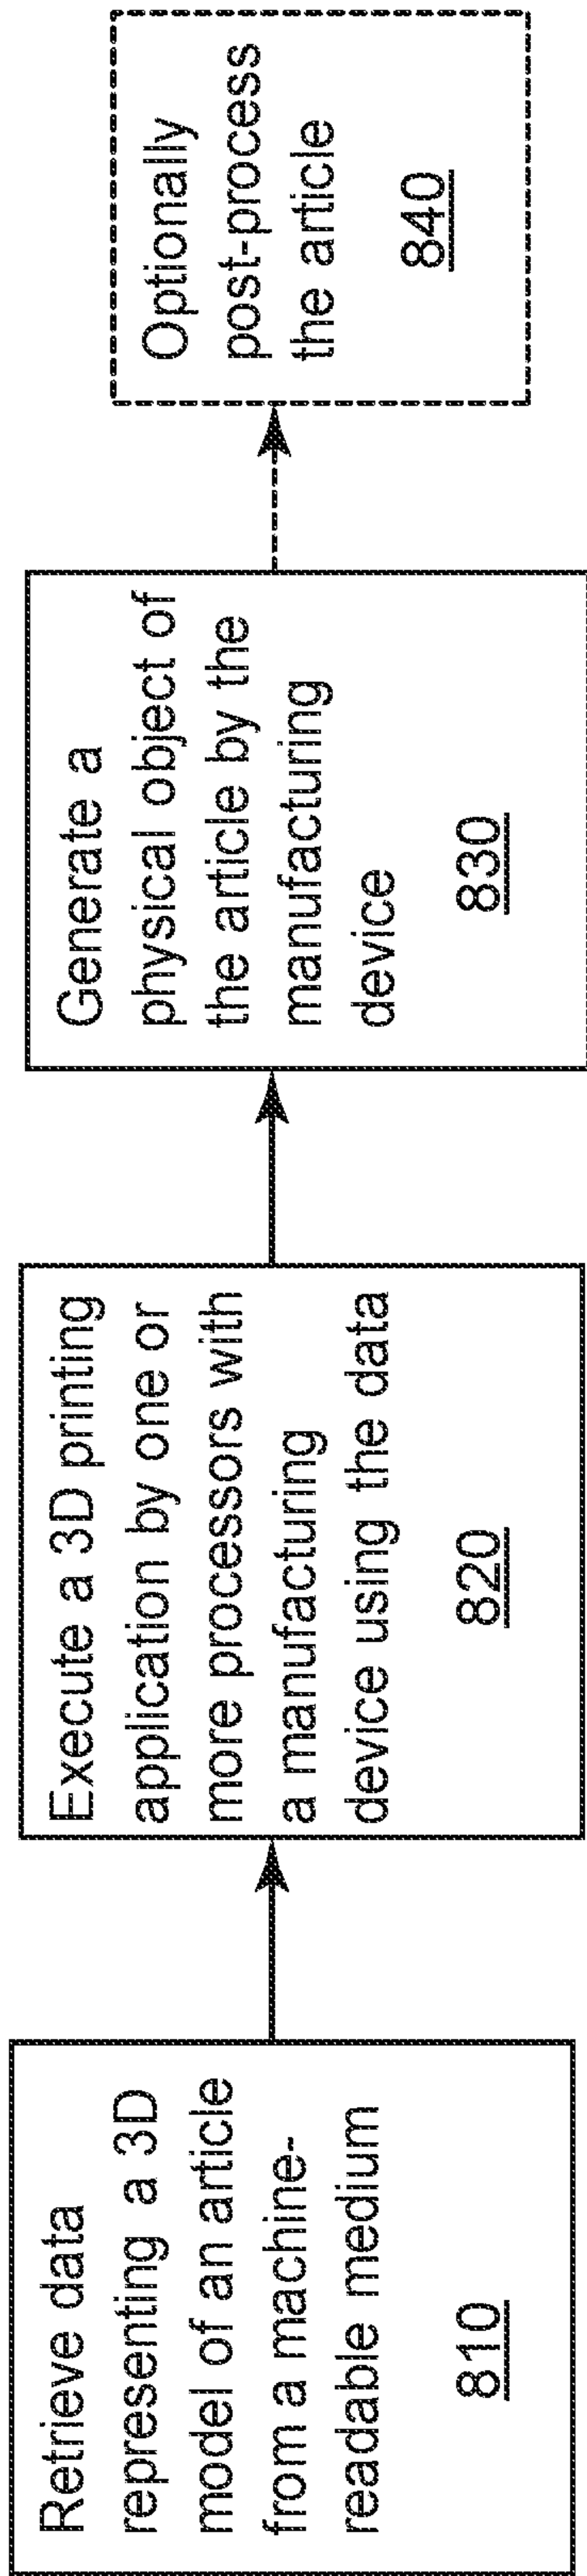 Retrieve data
representing a 3D
model of an article
from a machine-
readable medium
810
Execute a 3D printing
application by one or
more processors with
a manufacturing
device using the data
820
Generate a
physical object of
the article by the
manufacturing
device
830
Optionally
post-process
the article
840